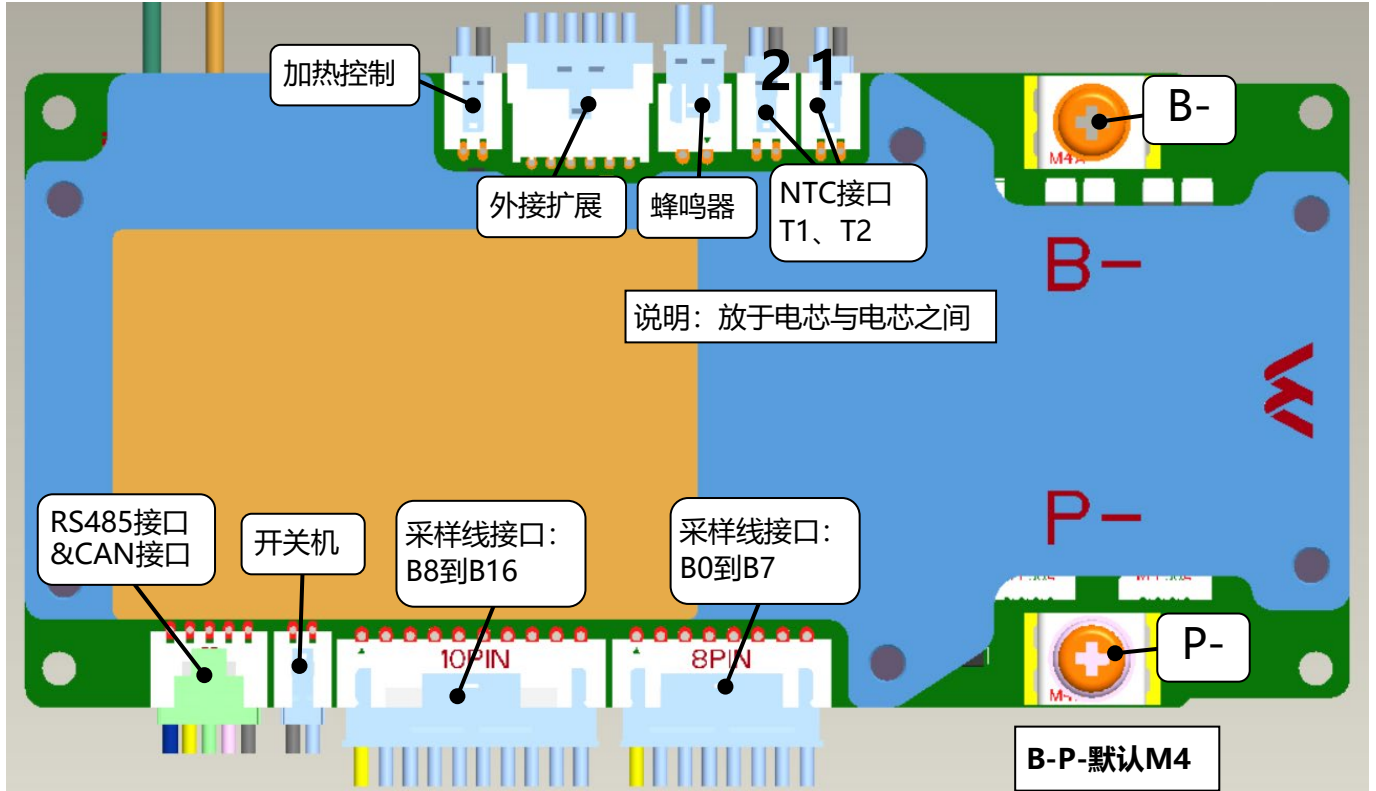 加热控制
2 1
B-
M4
外接扩展
蜂鸣器
NTC接口
T1、T2
B-
说明：放于电芯与电芯之间
P-
RS485接口
&CAN接口
开关机
采样线接口：
B8到B16
采样线接口：
B0到B7
10PIN
8PIN
P-
B-P-默认M4